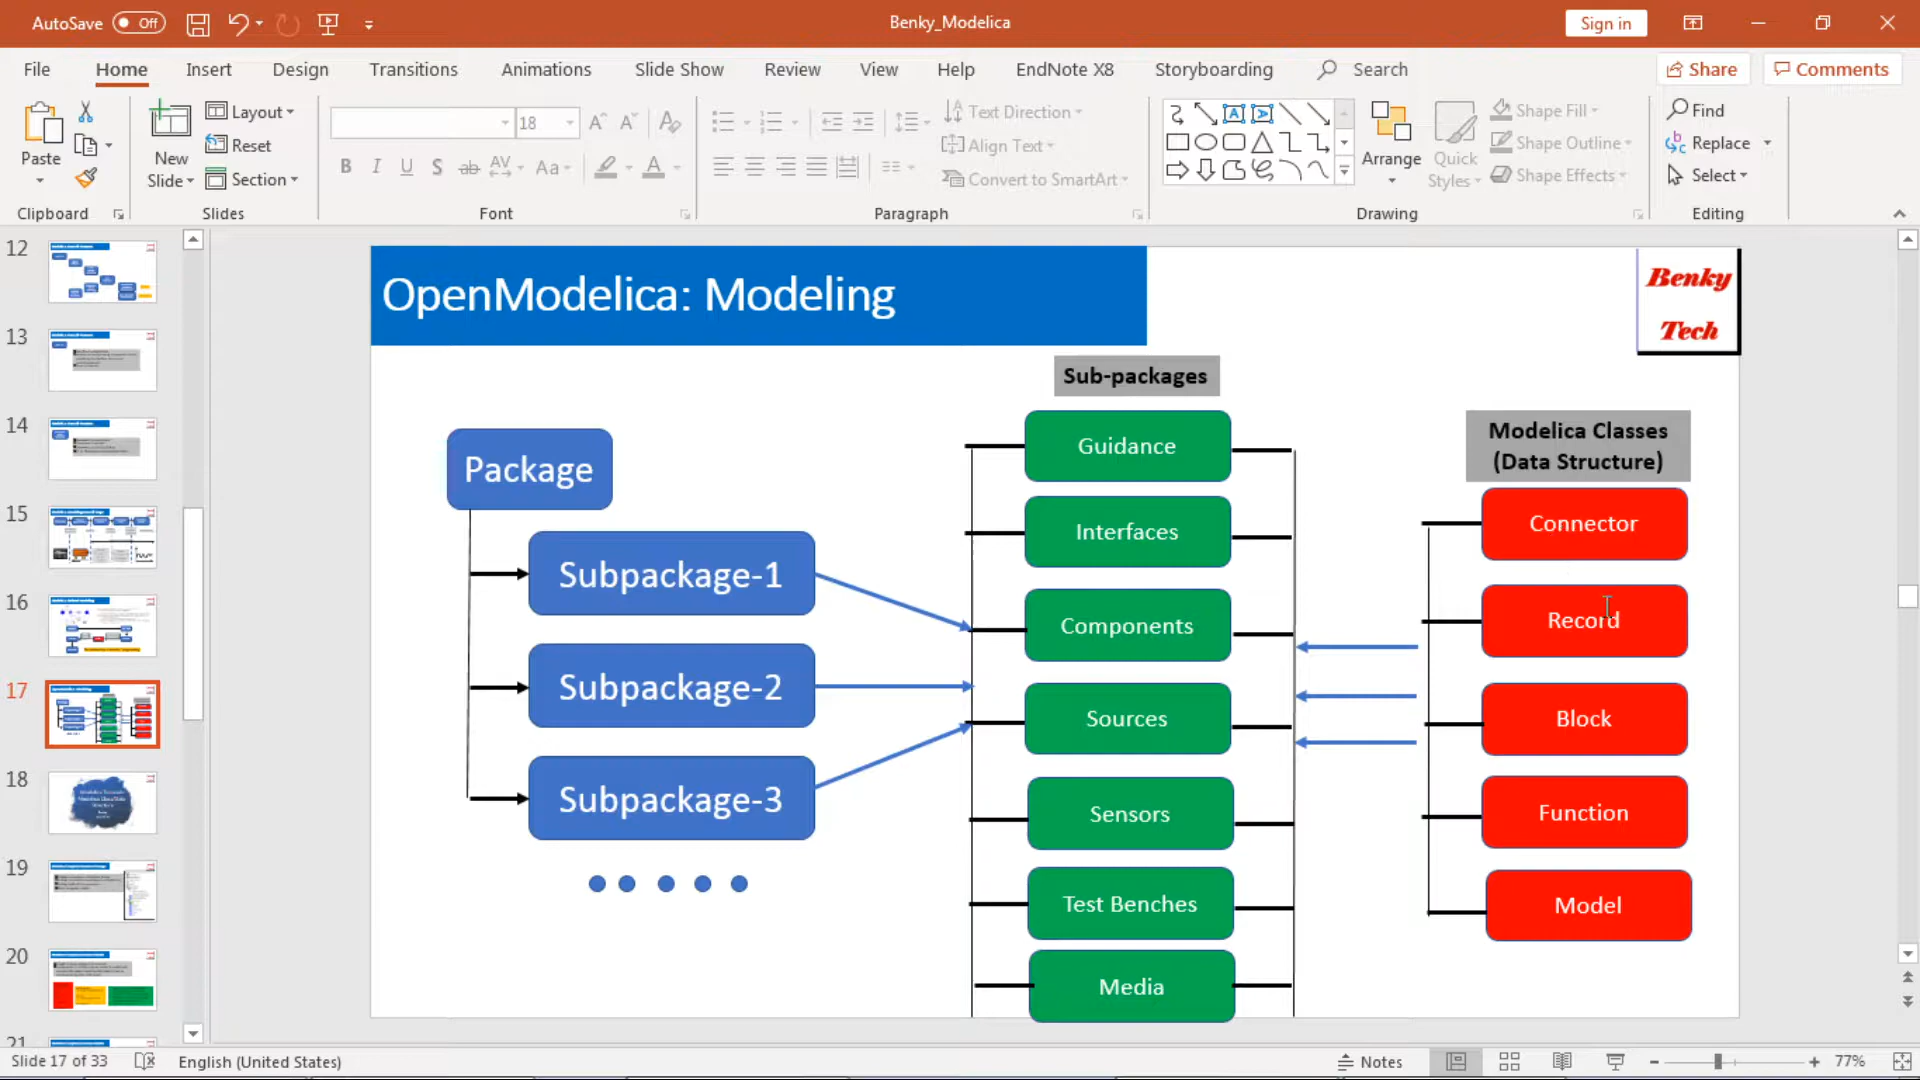 AutoSave Off
Benky_Modelica
Sign in
File Home Insert Design Transitions Animations Slide Show Review View Help EndNote X8 Storyboarding Search
Share Comments
Paste
New
Slide
Layout
Reset
Section
18
B I U S ab AV Aa A
Text Direction
Align Text
Convert to SmartArt
Arrange
Quick
Styles
Shape Fill
Shape Outline
Shape Effects
Find
Replace
Select
Clipboard Slides Font Paragraph Drawing Editing
12
13
14
15
16
17
18
19
20
21
OpenModelica: Modeling
Benky
Tech
Package
Subpackage-1
Subpackage-2
Subpackage-3
Sub-packages
Guidance
Interfaces
Components
Sources
Sensors
Test Benches
Media
Modelica Classes
(Data Structure)
Connector
Record
Block
Function
Model
Slide 17 of 33 English (United States)
Notes
77%